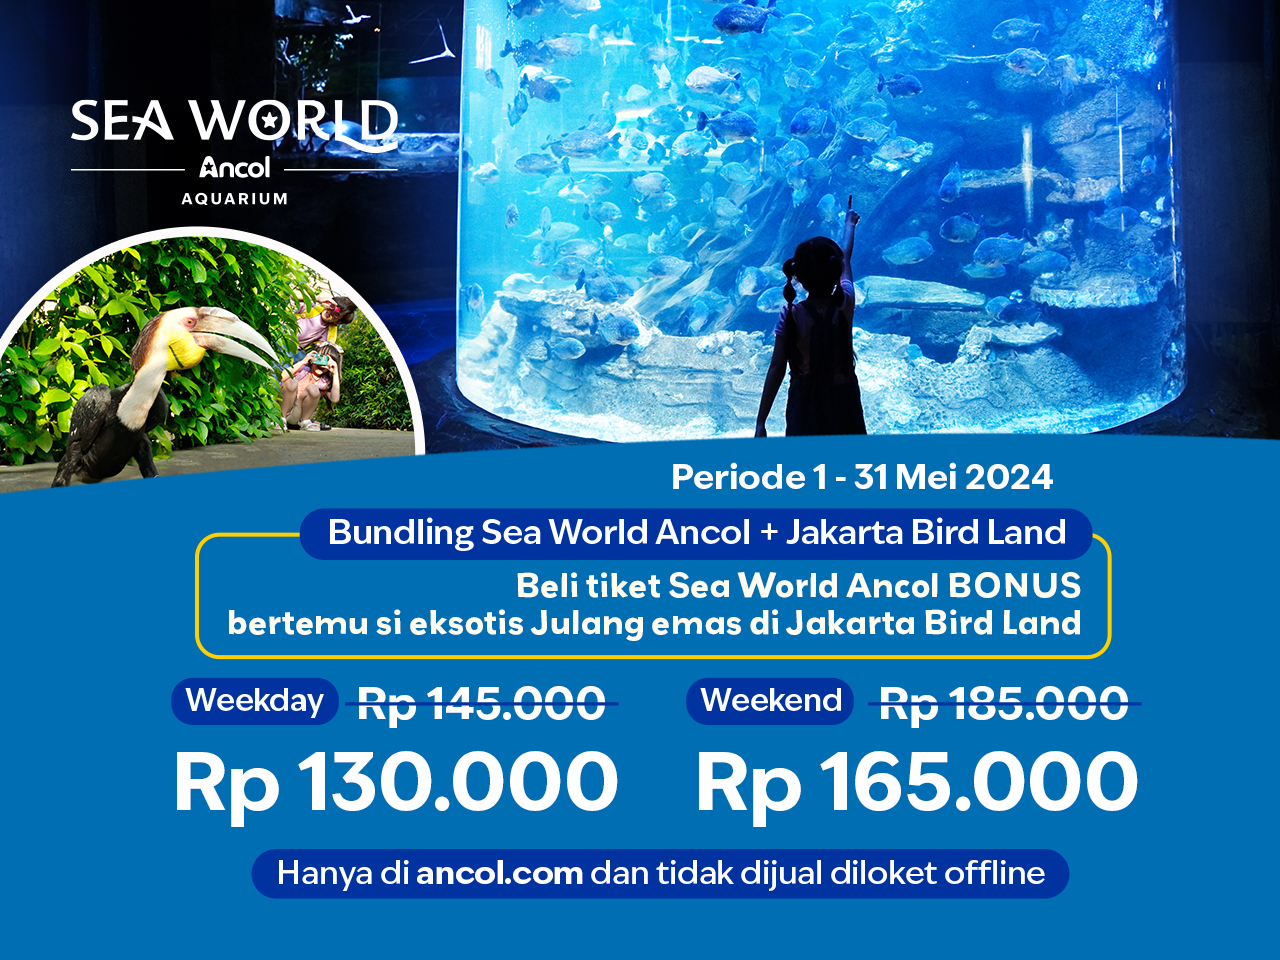 SEA WORLD
Ancol
AQUARIUM
Periode 1 - 31 Mei 2024
Bundling Sea World Ancol + Jakarta Bird Land
Beli tiket Sea World Ancol BONUS
bertemu si eksotis Julang emas di Jakarta Bird Land
Weekday Rp 145.000
Rp 130.000
Weekend Rp 185.000
Rp 165.000
Hanya di ancol.com dan tidak dijual diloket offline